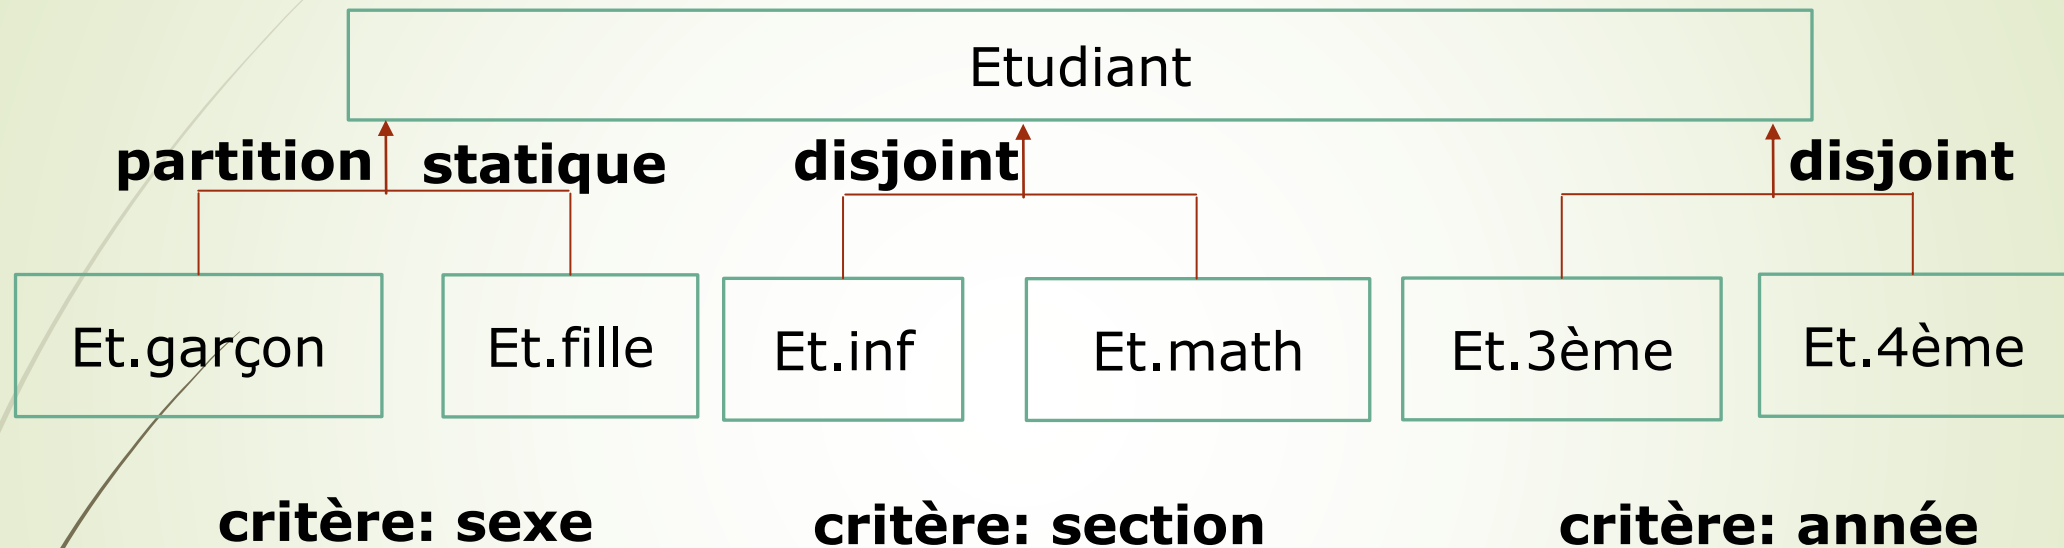 Etudiant
partition statique disjoint disjoint
Et.garçon Et.fille Et.inf Et.math Et.3ème Et.4ème
critère: sexe critère: section critère: année